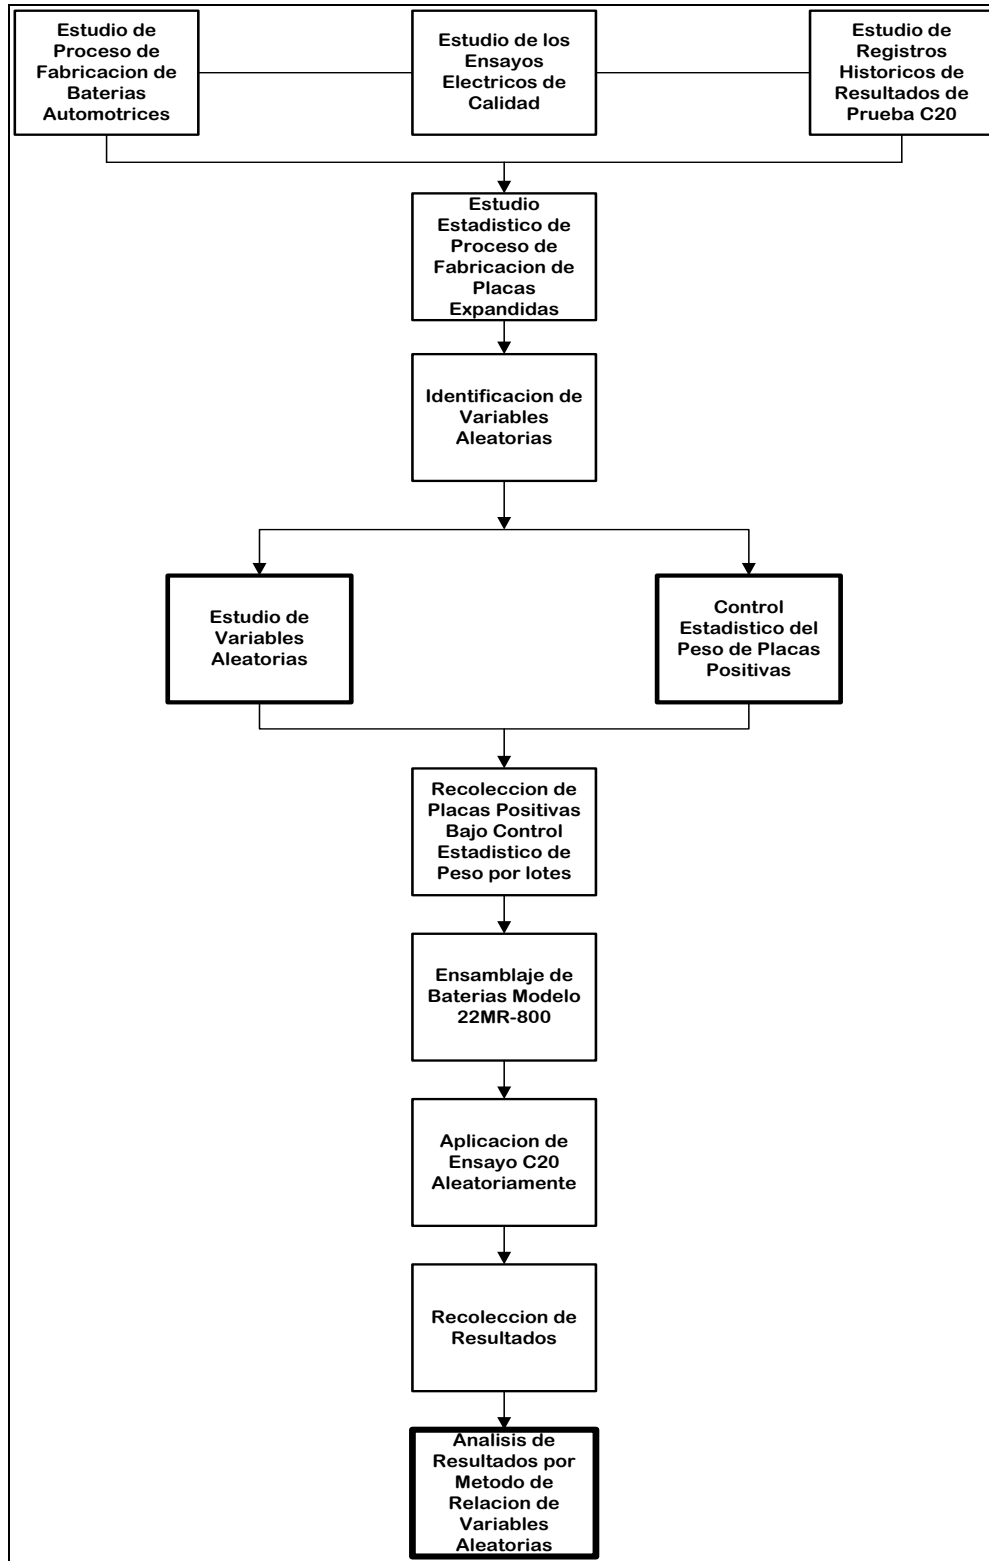 Estudio de
Proceso de
Fabricacion de
Baterias
Automotrices
Estudio de los
Ensayos
Electricos de
Calidad
Estudio de
Registros
Historicos de
Resultados de
Prueba C20
Estudio
Estadistico de
Proceso de
Fabricacion de
Placas
Expandidas
Identificacion de
Variables
Aleatorias
Estudio de
Variables
Aleatorias
Control
Estadistico del
Peso de Placas
Positivas
Recoleccion de
Placas Positivas
Bajo Control
Estadistico de
Peso por lotes
Ensamblaje de
Baterias Modelo
22MR-800
Aplicacion de
Ensayo C20
Aleatoriamente
Recoleccion de
Resultados
Analisis de
Resultados por
Metodo de
Relacion de
Variables
Aleatorias